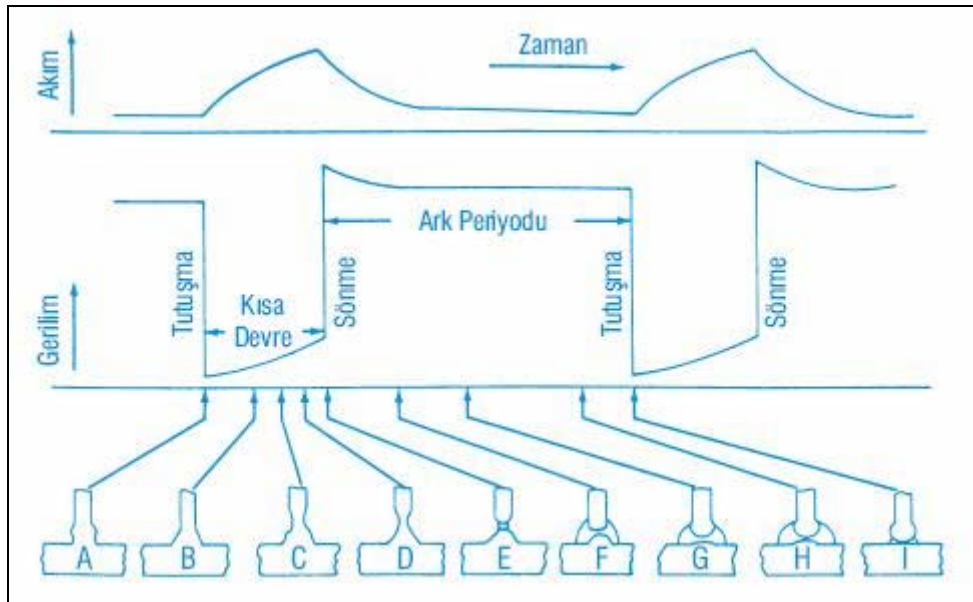 Akım
Zaman
Gerilim
Tutuşma
Kısa
Devre
Sönme
Ark Periyodu
Tutuşma
Sönme
A B C D E F G H I